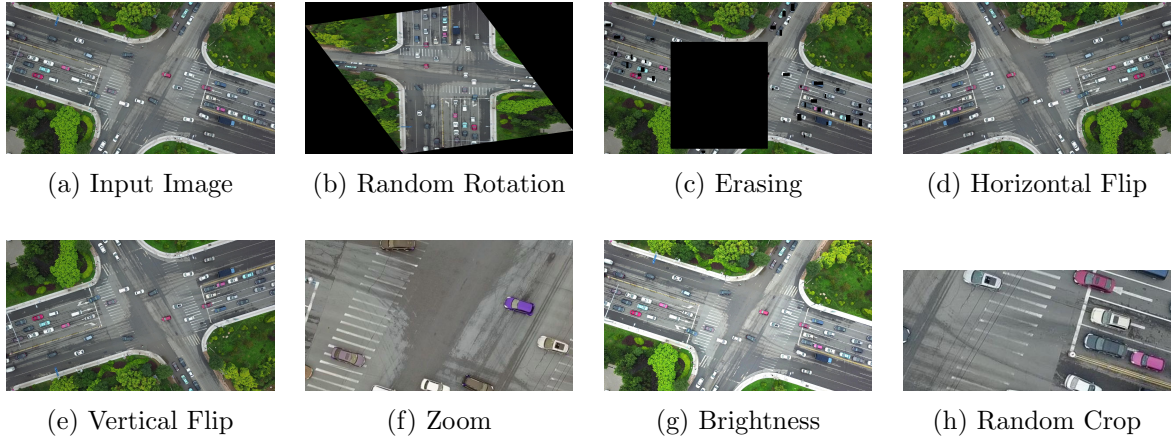 (a) Input Image
(b) Random Rotation
(c) Erasing
(d) Horizontal Flip
(e) Vertical Flip
(f) Zoom
(g) Brightness
(h) Random Crop